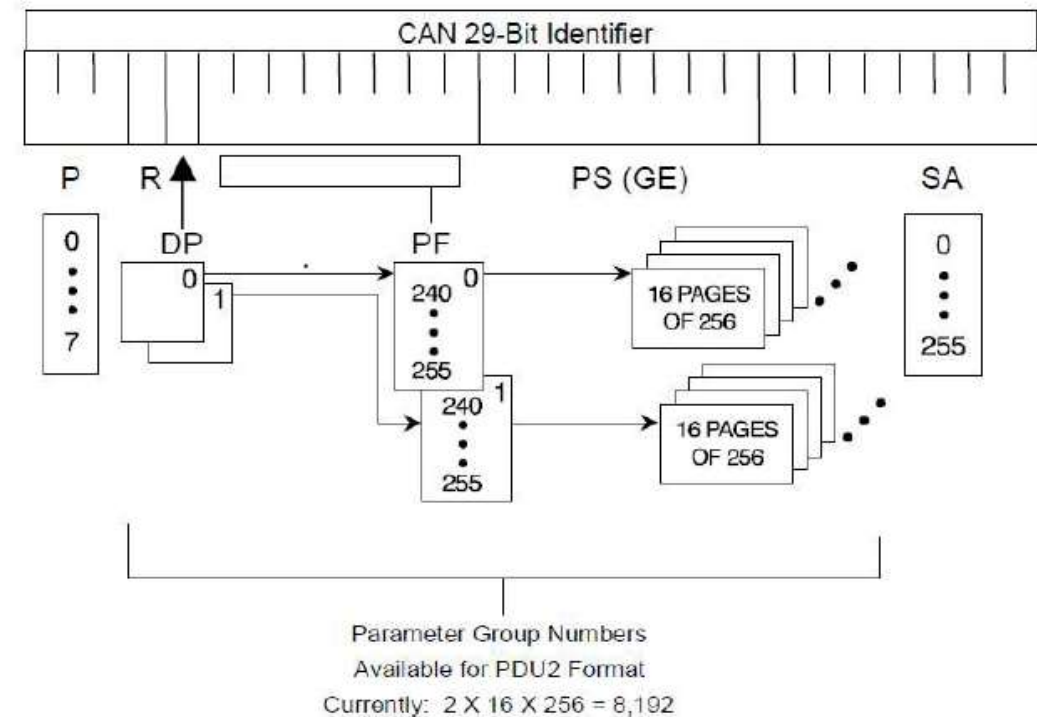 CAN 29-Bit Identifier
P R PS (GE) SA
DP PF
0
7
0
1
0
240
255
1
240
255
16 PAGES
OF 256
16 PAGES
OF 256
0
255
Parameter Group Numbers
Available for PDU2 Format
Currently: 2 X 16 X 256 = 8,192